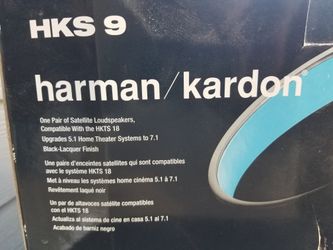 HKS 9
harman/kardon®
One Pair of Satellite Loudspeakers,
Compatible With the HKTS 18
Upgrades 5.1 Home Theater Systems to 7.1
Black-Lacquer Finish
Une paire d'enceintes satellites qui sont compatibles
avec le système HKTS 18
Met à niveau les systèmes home cinéma 5.1 à 7.1
Revêtement laqué noir
Un par de altavoces satélite compatibles
con el HKTS 18
Actualiza el sistema de cine en casa 5.1 al 7.1
Acabado de barniz negro